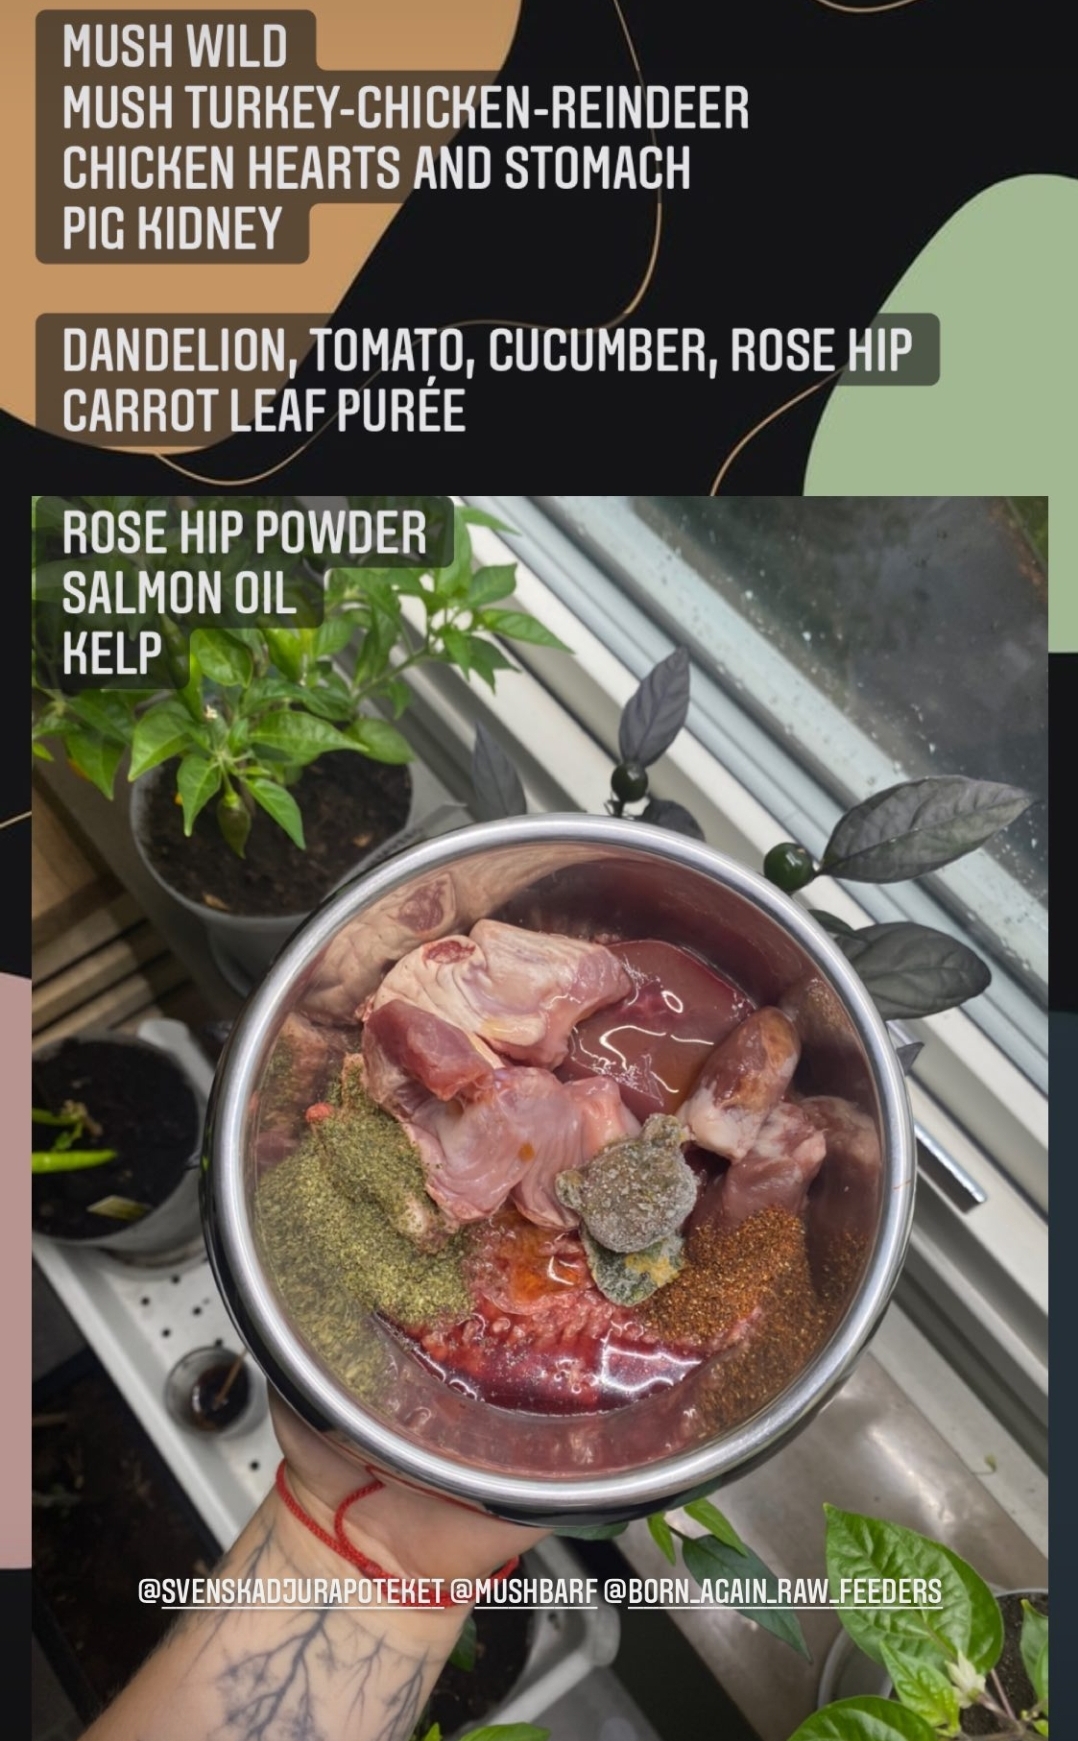 MUSH WILD
MUSH TURKEY-CHICKEN-REINDEER
CHICKEN HEARTS AND STOMACH
PIG KIDNEY
DANDELION, TOMATO, CUCUMBER, ROSE HIP
CARROT LEAF PURÉE
ROSE HIP POWDER
SALMON OIL
KELP
@SVENSKADJURAPOTEKET @MUSHBARF @BORN_AGAIN_RAW_FEEDERS